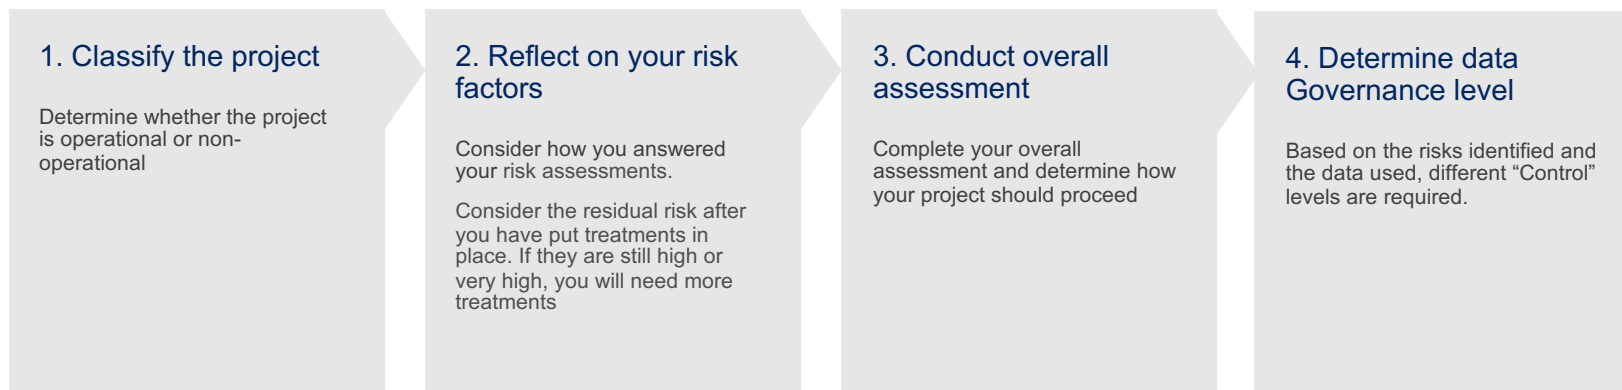 1. Classify the project
Determine whether the project
is operational or non-
operational
2. Reflect on your risk
factors
Consider how you answered
your risk assessments.
Consider the residual risk after
you have put treatments in
place. If they are still high or
very high, you will need more
treatments
3. Conduct overall
assessment
Complete your overall
assessment and determine how
your project should proceed
4. Determine data
Governance level
Based on the risks identified and
the data used, different “Control”
levels are required.